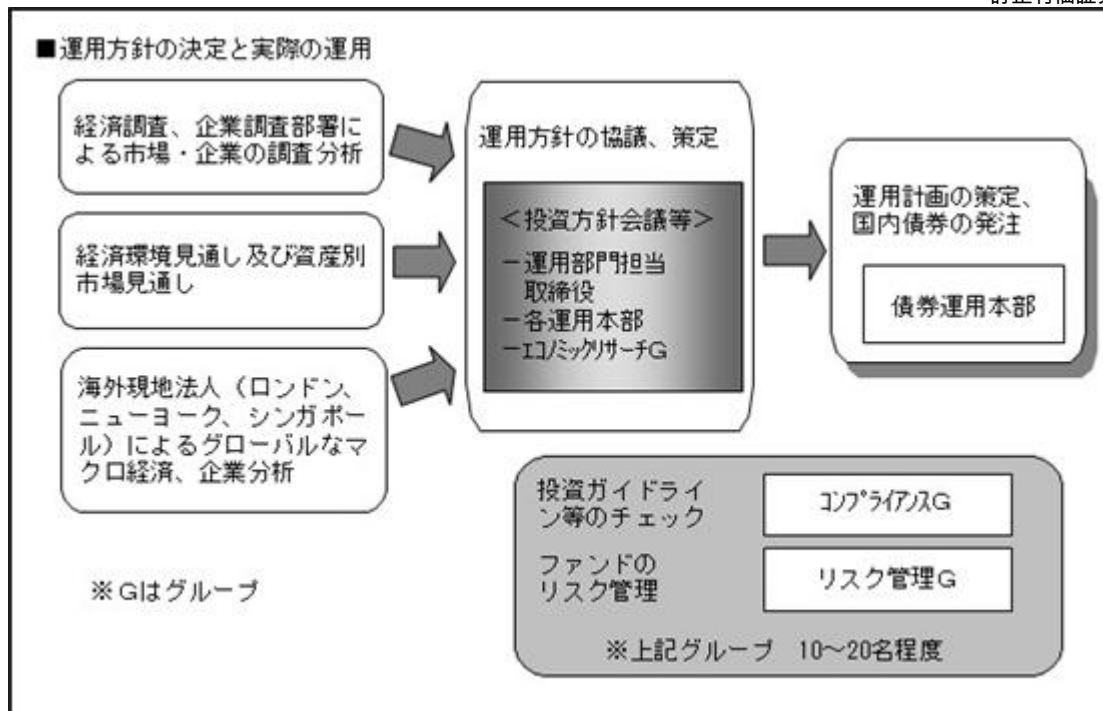 ■運用方針の決定と実際の運用
経済調査、企業調査部署に
よる市場・企業の調査分析
経済環境見通し及び資産別
市場見通し
海外現地法人（ロンドン、
ニューヨーク、シンガポー
ル）によるグローバルなマ
クロ経済、企業分析
※Gはグループ
運用方針の協議、策定
＜投資方針会議等＞
－運用部門担当
取締役
－各運用本部
－ｴｺﾉﾐｯｸﾘｻｰﾁG
運用計画の策定、
国内債券の発注
債券運用本部
投資ガイドライ
ン等のチェック
ｺﾝﾌﾟﾗｲｱﾝｽG
ファンドの
リスク管理
リスク管理G
※上記グループ　10～20名程度